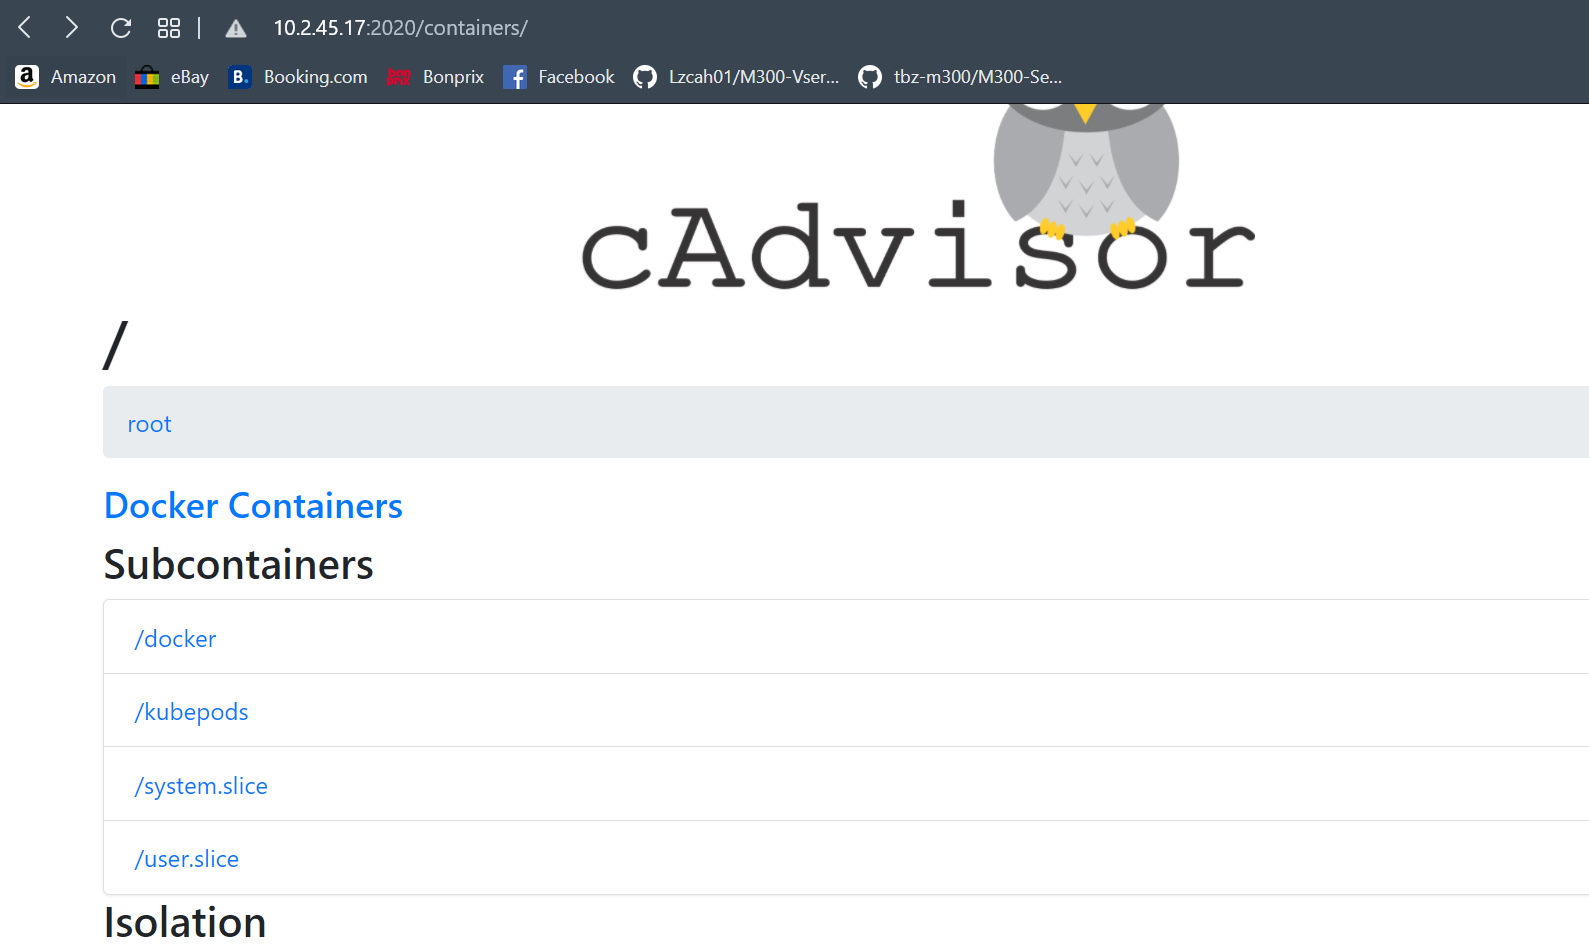 10.2.45.17:2020/containers/
Amazon eBay B. Booking.com Bonprix Facebook Lzcah01/M300-Vser... tbz-m300/M300-Se...
cAdvisor
/
root
Docker Containers
Subcontainers
/docker
/kubepods
/system.slice
/user.slice
Isolation